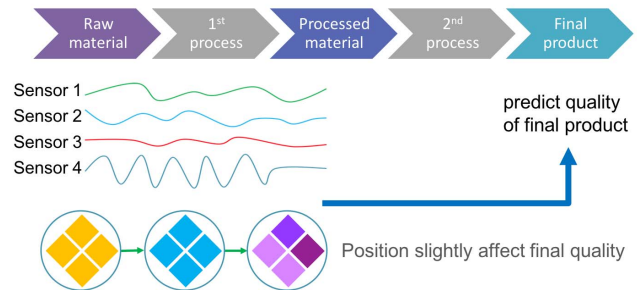 Raw
material
1st
process
Processed
material
2nd
process
Final
product
Sensor 1
Sensor 2
Sensor 3
Sensor 4
predict quality
of final product
Position slightly affect final quality